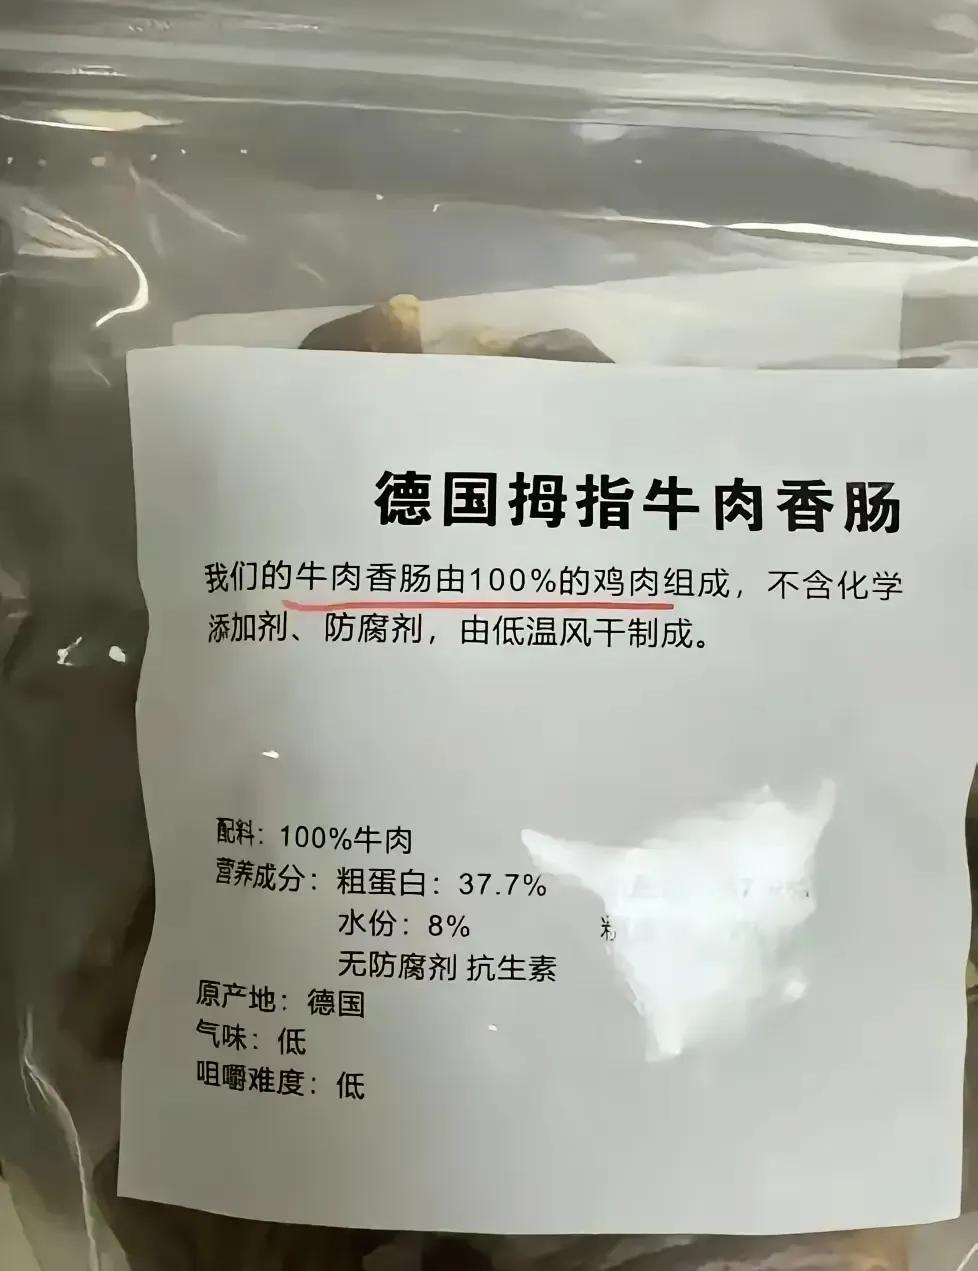 德国拇指牛肉香肠
我们的牛肉香肠由100%的鸡肉组成，不含化学
添加剂、防腐剂，由低温风干制成。
配料：100%牛肉
营养成分：粗蛋白：37.7%
水份：8%
无防腐剂 抗生素
原产地：德国
气味：低
咀嚼难度：低